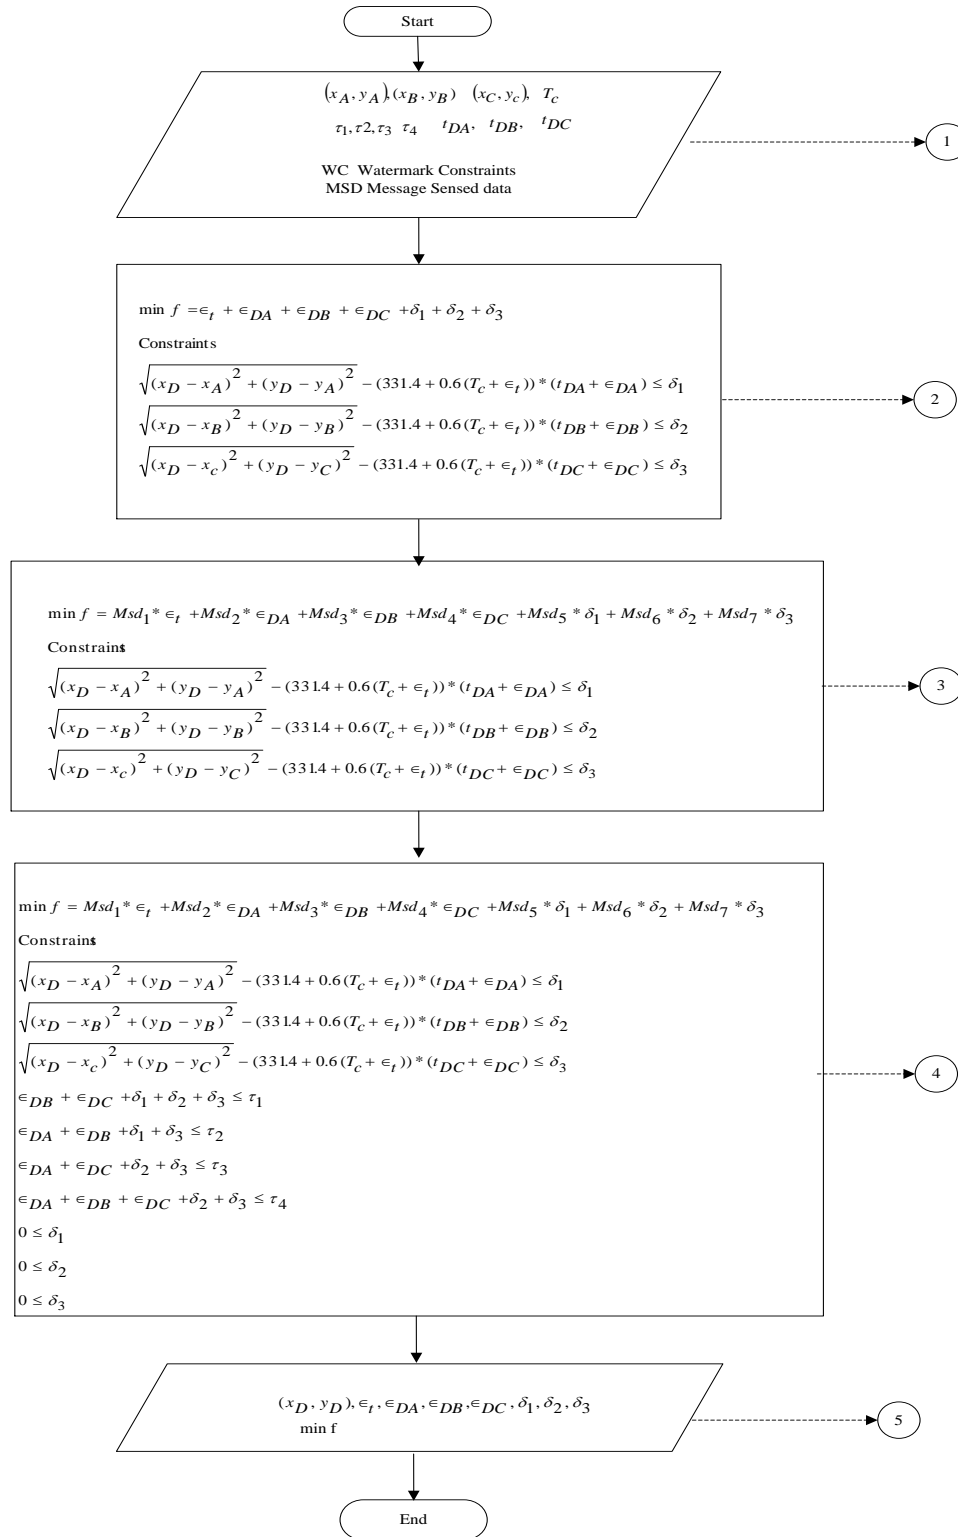 Start
(x_A, y_A),(x_B, y_B) (x_C, y_c), T_c
τ_1,τ2,τ_3 τ_4 t_DA, t_DB, t_DC
1
WC Watermark Constraints
MSD Message Sensed data
min f =∈_t + ∈_DA + ∈_DB + ∈_DC +δ_1 + δ_2 + δ_3
Constraints
√((x_D − x_A)^2 + (y_D − y_A)^2) − (331.4 + 0.6(T_c + ∈_t)) * (t_DA + ∈_DA) ≤ δ_1
2
√((x_D − x_B)^2 + (y_D − y_B)^2) − (331.4 + 0.6(T_c + ∈_t)) * (t_DB + ∈_DB) ≤ δ_2
√((x_D − x_c)^2 + (y_D − y_C)^2) − (331.4 + 0.6(T_c + ∈_t)) * (t_DC + ∈_DC) ≤ δ_3
min f = Msd_1 * ∈_t + Msd_2 * ∈_DA + Msd_3 * ∈_DB + Msd_4 * ∈_DC + Msd_5 * δ_1 + Msd_6 * δ_2 + Msd_7 * δ_3
Constraints
√((x_D − x_A)^2 + (y_D − y_A)^2) − (331.4 + 0.6(T_c + ∈_t)) * (t_DA + ∈_DA) ≤ δ_1
3
√((x_D − x_B)^2 + (y_D − y_B)^2) − (331.4 + 0.6(T_c + ∈_t)) * (t_DB + ∈_DB) ≤ δ_2
√((x_D − x_c)^2 + (y_D − y_C)^2) − (331.4 + 0.6(T_c + ∈_t)) * (t_DC + ∈_DC) ≤ δ_3
min f = Msd_1 * ∈_t + Msd_2 * ∈_DA + Msd_3 * ∈_DB + Msd_4 * ∈_DC + Msd_5 * δ_1 + Msd_6 * δ_2 + Msd_7 * δ_3
Constraints
√((x_D − x_A)^2 + (y_D − y_A)^2) − (331.4 + 0.6(T_c + ∈_t)) * (t_DA + ∈_DA) ≤ δ_1
√((x_D − x_B)^2 + (y_D − y_B)^2) − (331.4 + 0.6(T_c + ∈_t)) * (t_DB + ∈_DB) ≤ δ_2
√((x_D − x_c)^2 + (y_D − y_C)^2) − (331.4 + 0.6(T_c + ∈_t)) * (t_DC + ∈_DC) ≤ δ_3
4
∈_DB + ∈_DC +δ_1 + δ_2 + δ_3 ≤ τ_1
∈_DA + ∈_DB +δ_1 + δ_3 ≤ τ_2
∈_DA + ∈_DC +δ_2 + δ_3 ≤ τ_3
∈_DA + ∈_DB + ∈_DC +δ_2 + δ_3 ≤ τ_4
0 ≤ δ_1
0 ≤ δ_2
0 ≤ δ_3
(x_D, y_D),∈_t,∈_DA,∈_DB,∈_DC,δ_1,δ_2,δ_3
min f
5
End